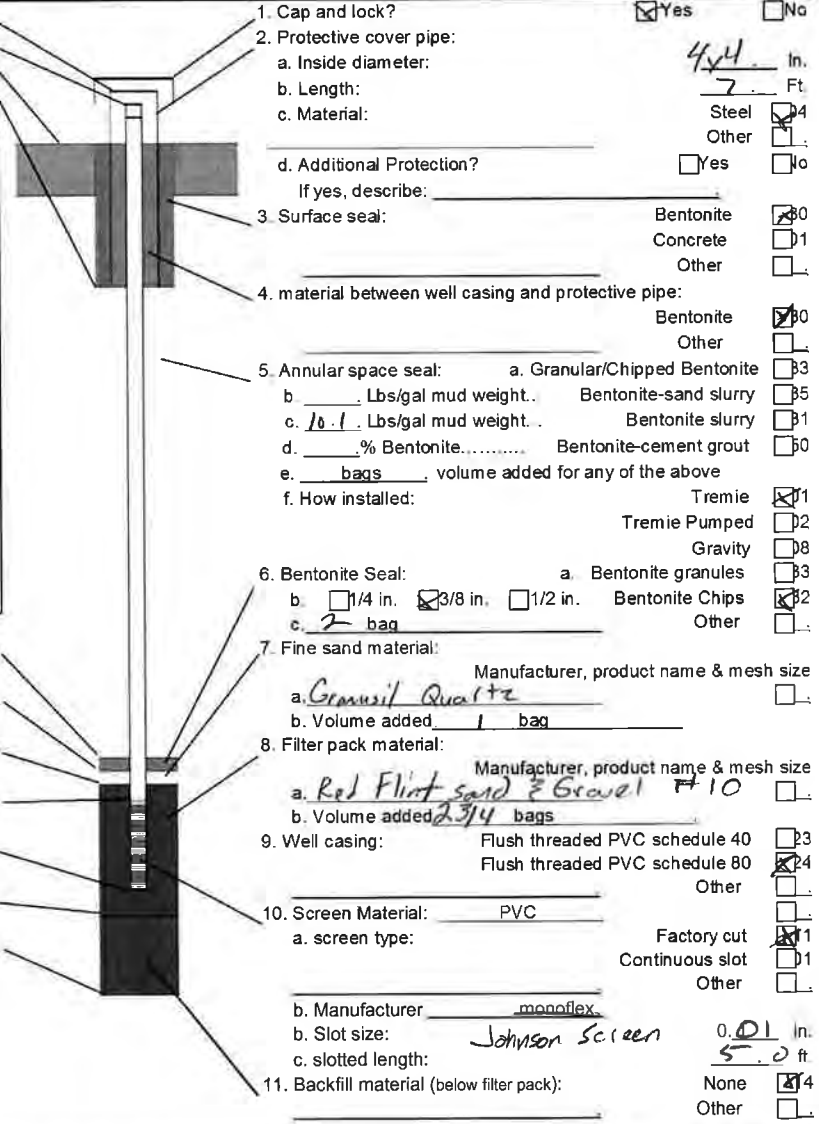 1. Cap and lock? Yes No
2. Protective cover pipe:
a. Inside diameter: 4x4 . In.
b. Length: 7 . Ft
c. Material: Steel 04
Other .
d. Additional Protection? Yes No
If yes, describe: .
3. Surface seal: Bentonite 30
Concrete 01
Other .
4. material between well casing and protective pipe:
Bentonite 30
Other .
5. Annular space seal: a. Granular/Chipped Bentonite 33
b. . Lbs/gal mud weight.. Bentonite-sand slurry 35
c. 10.1 . Lbs/gal mud weight. . Bentonite slurry 31
d. .% Bentonite........... Bentonite-cement grout 50
e. bags . volume added for any of the above
f. How installed: Tremie 01
Tremie Pumped 02
Gravity 08
6. Bentonite Seal: a. Bentonite granules 33
b. 1/4 in. 3/8 in. 1/2 in. Bentonite Chips 32
c. 2 bag Other .
7. Fine sand material:
Manufacturer, product name & mesh size
a. Granusil Quartz .
b. Volume added 1 bag
8. Filter pack material:
Manufacturer, product name & mesh size
a. Red Flint Sand & Gravel #10 .
b. Volume added 2 3/4 bags .
9. Well casing: Flush threaded PVC schedule 40 23
Flush threaded PVC schedule 80 24
Other .
10. Screen Material: PVC .
a. screen type: Factory cut 11
Continuous slot 01
Other .
b. Manufacturer monoflex.
b. Slot size: Johnson Screen 0.01 in.
c. slotted length: 5.0 ft
11. Backfill material (below filter pack): None 14
Other .